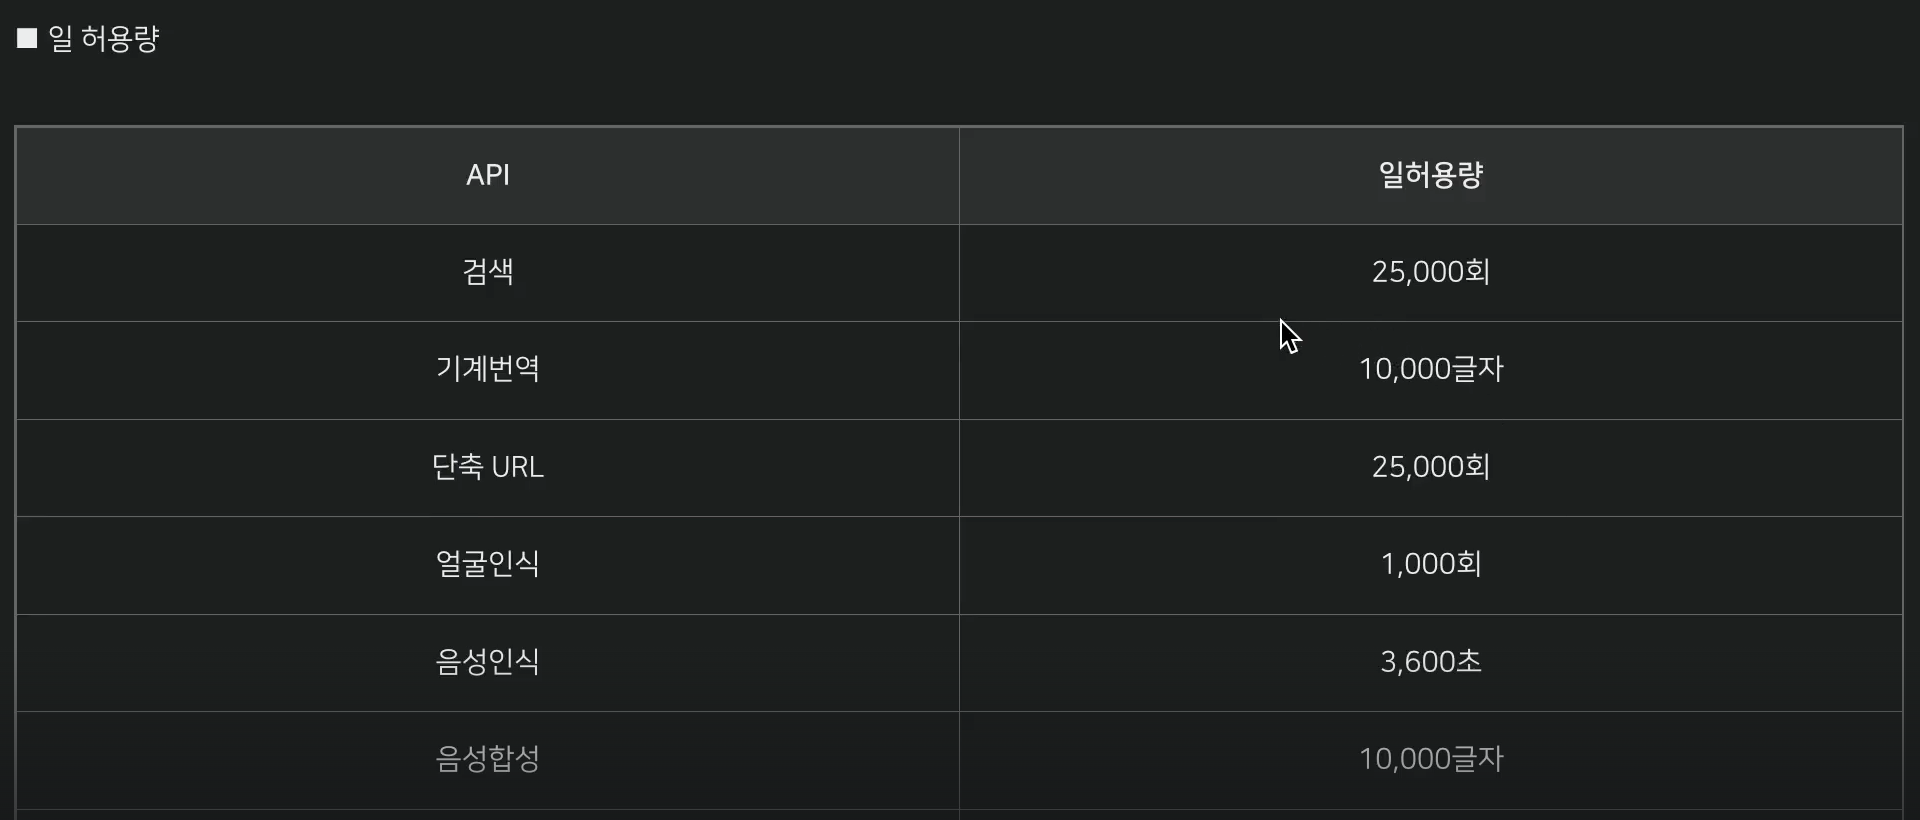 ■ 일 허용량
API 일허용량
검색 25,000회
기계번역 10,000글자
단축 URL 25,000회
얼굴인식 1,000회
음성인식 3,600초
음성합성 10,000글자